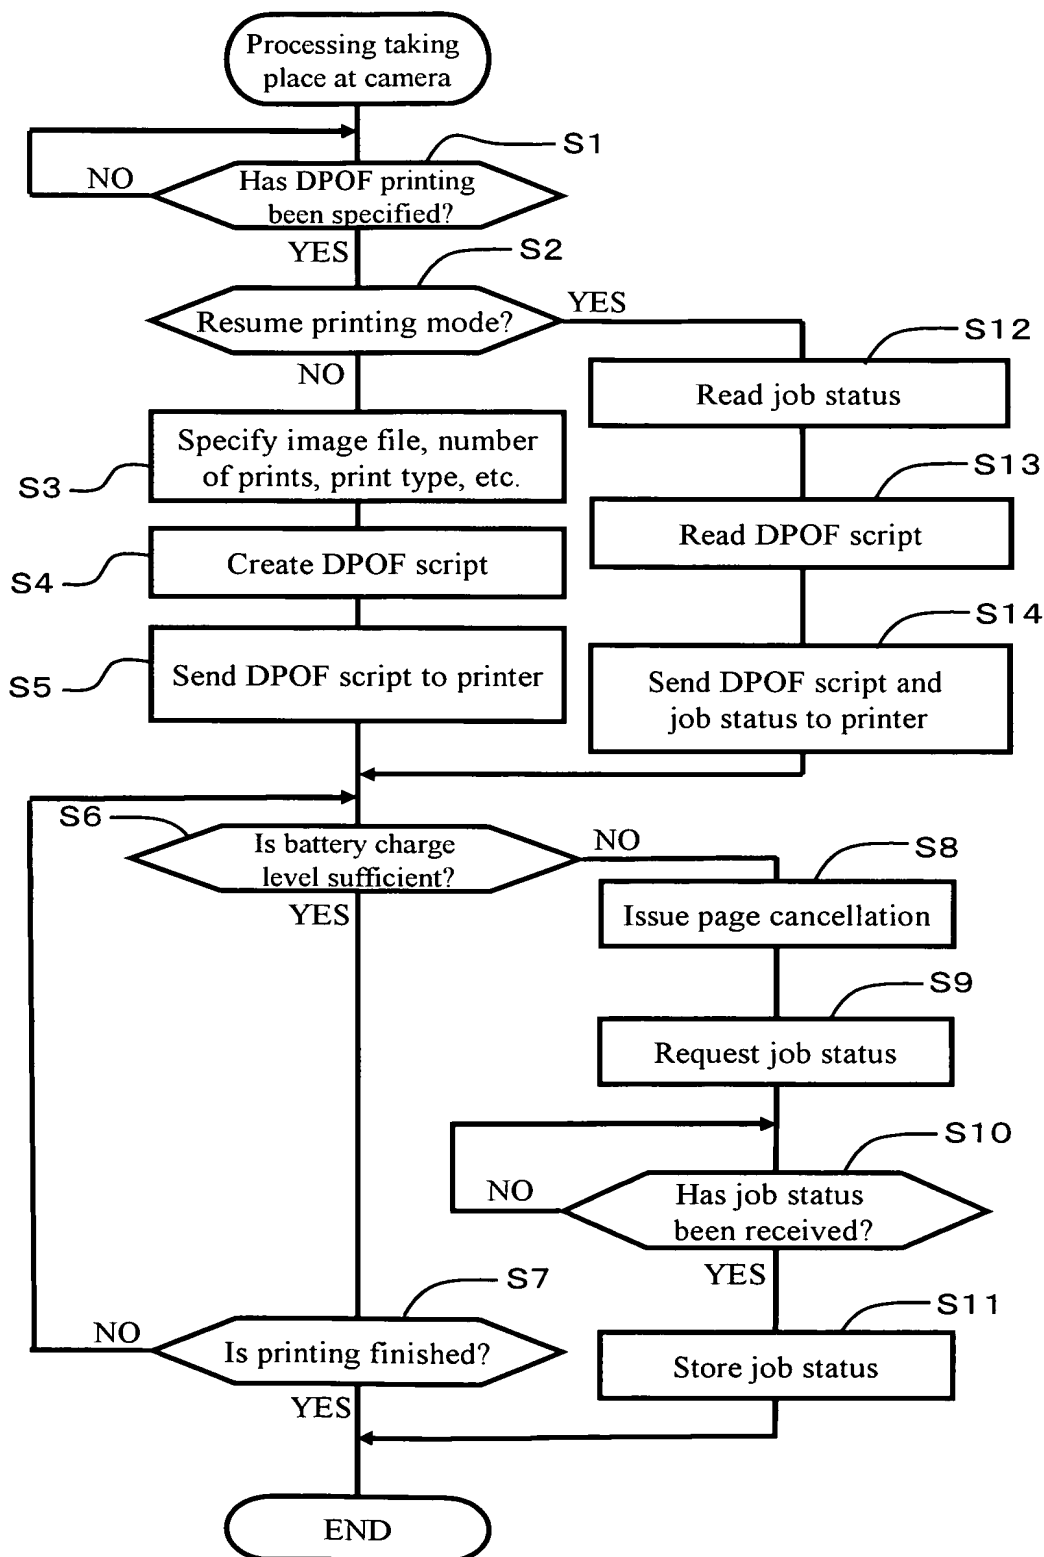 Processing taking
place at camera
S1
NO
Has DPOF printing
been specified?
YES
S2
Resume printing mode?
YES
NO
S12
Read job status
Specify image file, number
of prints, print type, etc.
S3
S13
Read DPOF script
Create DPOF script
S4
S14
Send DPOF script to printer
S5
Send DPOF script and
job status to printer
S6
Is battery charge
level sufficient?
NO
YES
S8
Issue page cancellation
S9
Request job status
S10
NO
Has job status
been received?
YES
S7
NO
Is printing finished?
YES
S11
Store job status
END